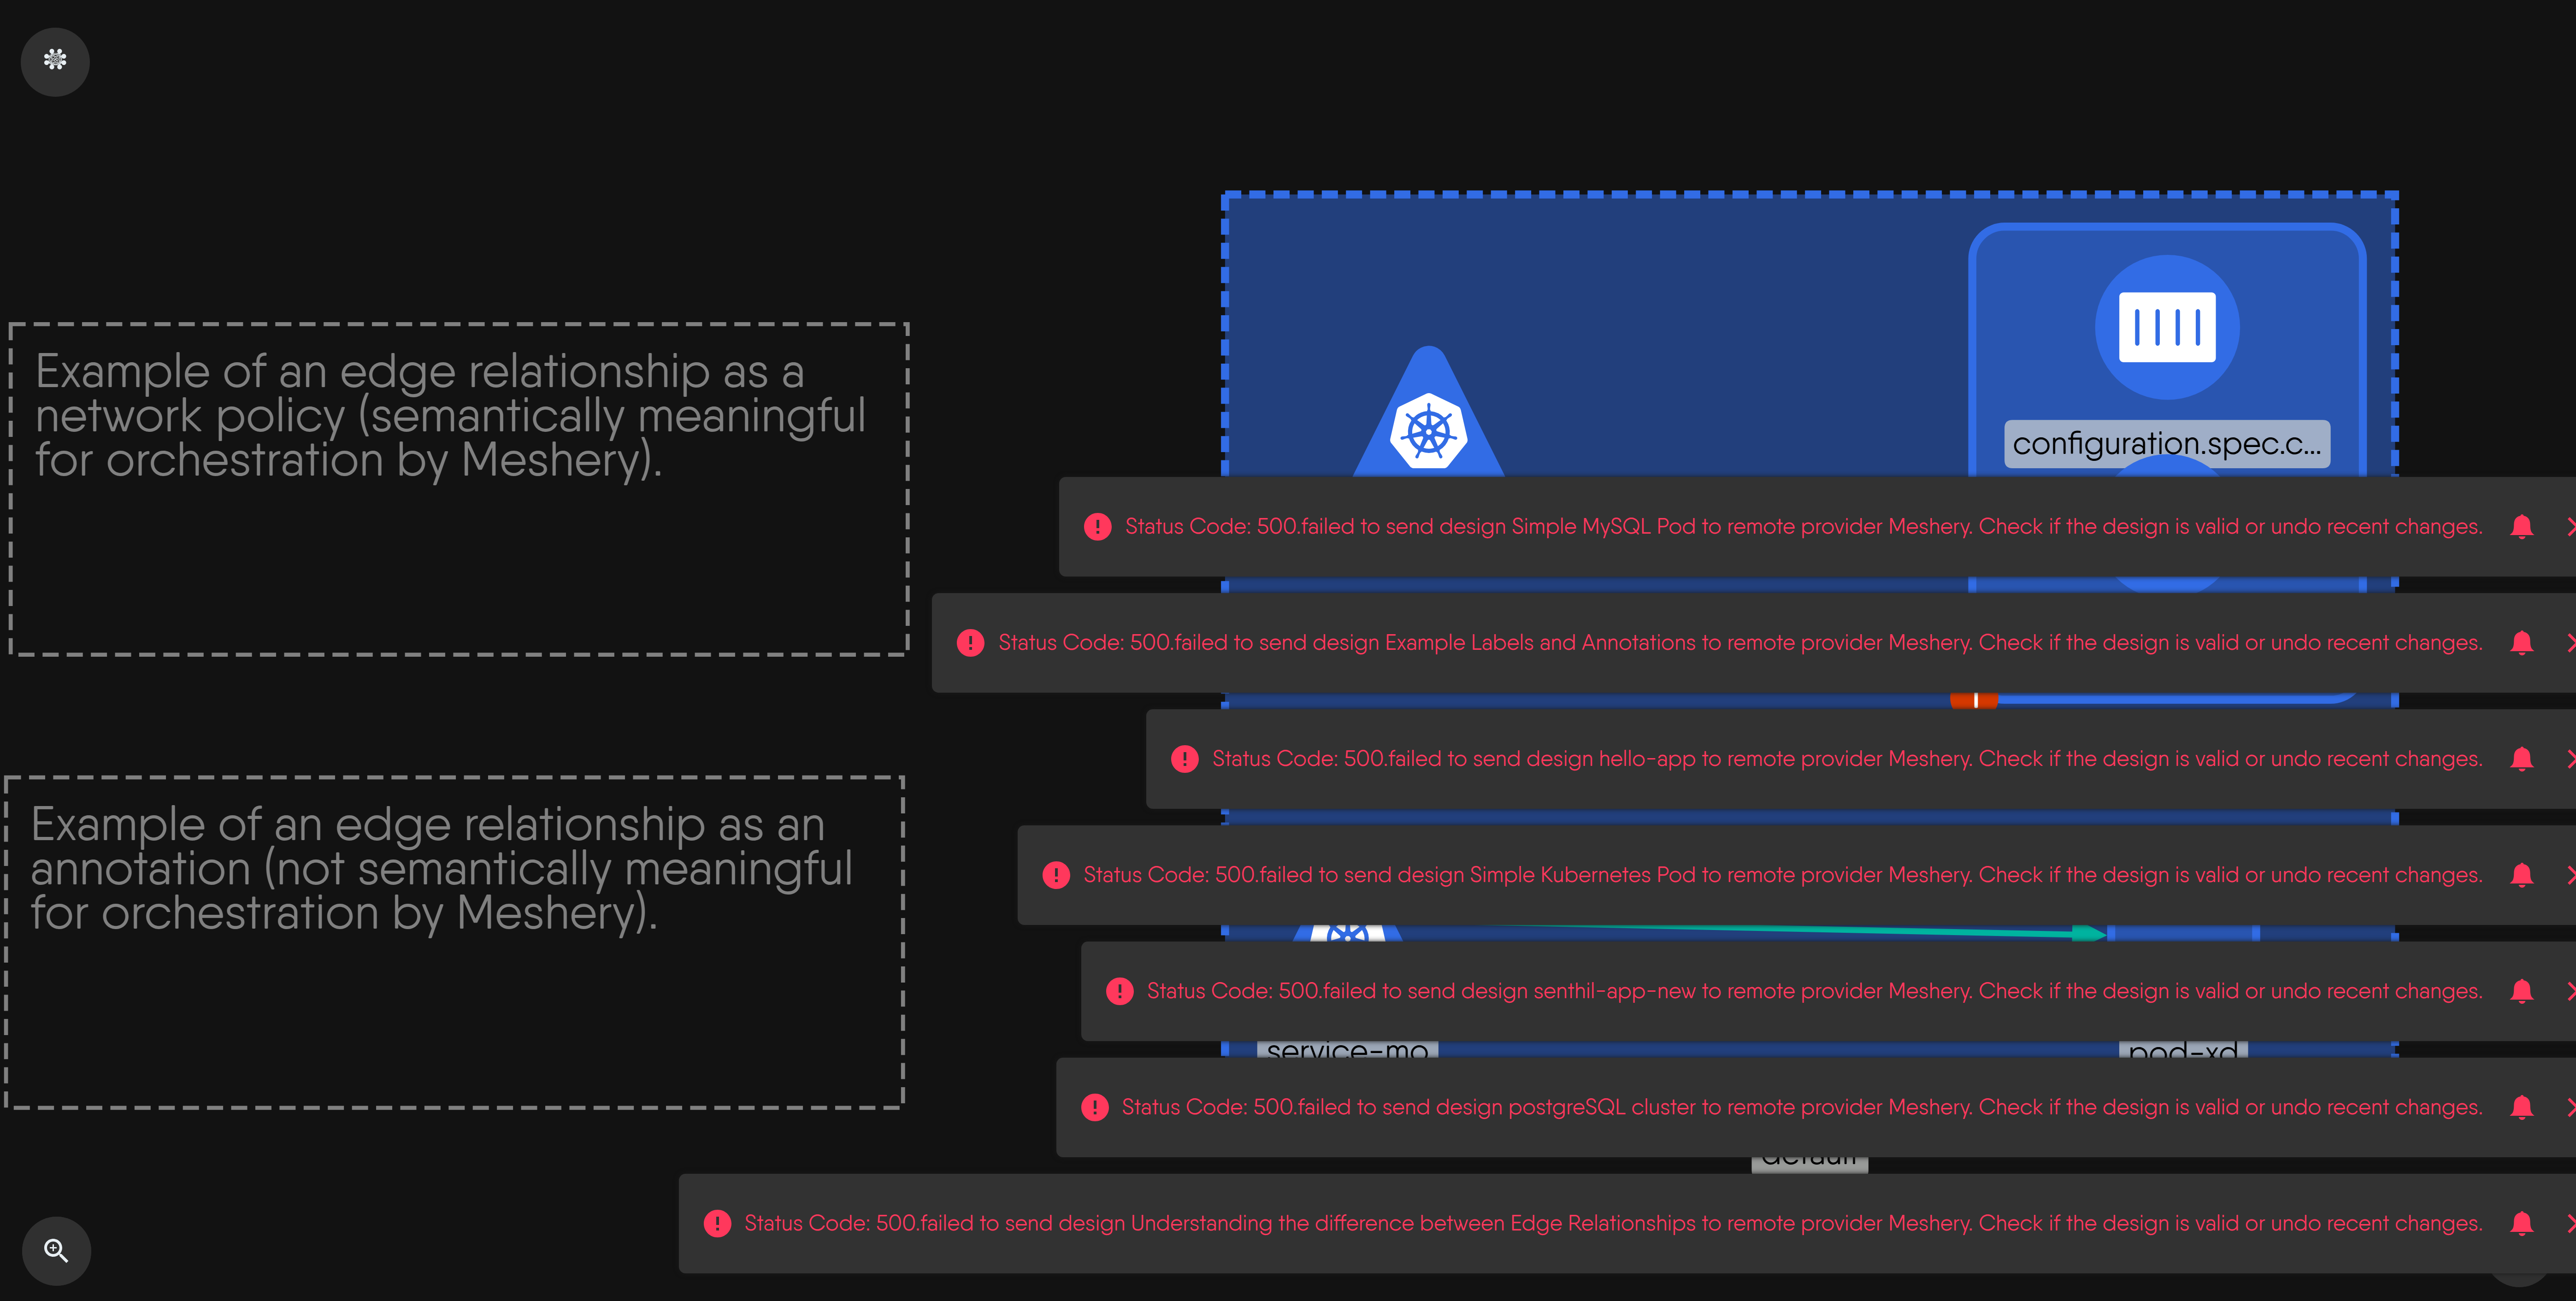 Example of an edge relationship as a
network policy (semantically meaningful
for orchestration by Meshery).
configuration.spec.c...
Status Code: 500.failed to send design Simple MySQL Pod to remote provider Meshery. Check if the design is valid or undo recent changes.
Status Code: 500.failed to send design Example Labels and Annotations to remote provider Meshery. Check if the design is valid or undo recent changes.
Status Code: 500.failed to send design hello-app to remote provider Meshery. Check if the design is valid or undo recent changes.
Example of an edge relationship as an
annotation (not semantically meaningful
for orchestration by Meshery).
Status Code: 500.failed to send design Simple Kubernetes Pod to remote provider Meshery. Check if the design is valid or undo recent changes.
Status Code: 500.failed to send design senthil-app-new to remote provider Meshery. Check if the design is valid or undo recent changes.
service-mo
pod-xd
Status Code: 500.failed to send design postgreSQL cluster to remote provider Meshery. Check if the design is valid or undo recent changes.
default
Status Code: 500.failed to send design Understanding the difference between Edge Relationships to remote provider Meshery. Check if the design is valid or undo recent changes.